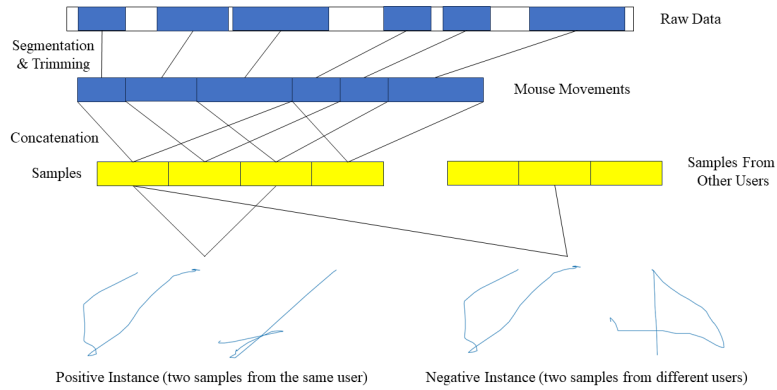 Raw Data
Segmentation
& Trimming
Mouse Movements
Concatenation
Samples
Samples From
Other Users
Positive Instance (two samples from the same user)
Negative Instance (two samples from different users)